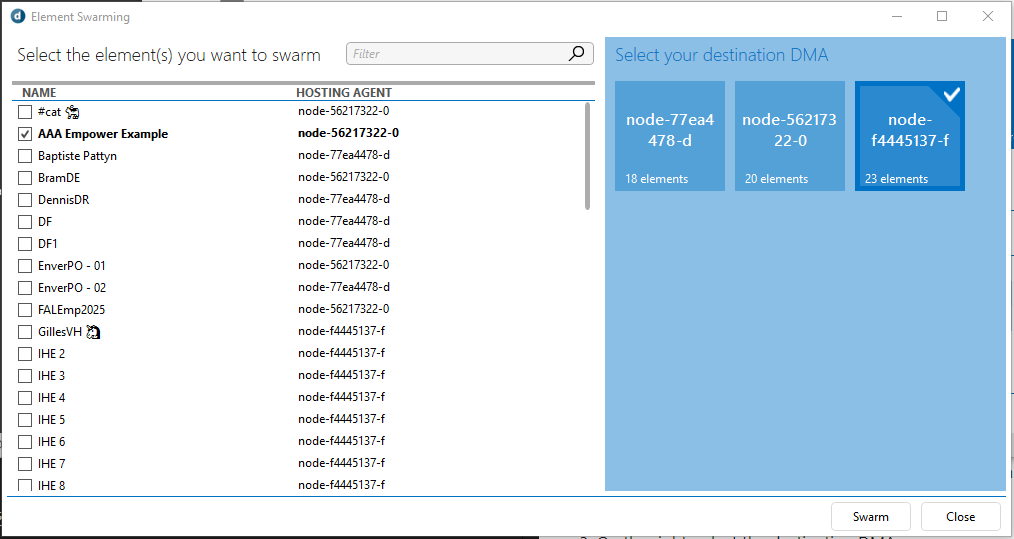 Element Swarming
Select the element(s) you want to swarm
Filter
NAME HOSTING AGENT
#cat 🐈 node-56217322-0
AAA Empower Example node-56217322-0
Baptiste Pattyn node-77ea4478-d
BramDE node-56217322-0
DennisDR node-77ea4478-d
DF node-77ea4478-d
DF1 node-77ea4478-d
EnverPO - 01 node-56217322-0
EnverPO - 02 node-77ea4478-d
FALEmp2025 node-56217322-0
GillesVH node-f4445137-f
IHE 2 node-f4445137-f
IHE 3 node-f4445137-f
IHE 4 node-f4445137-f
IHE 5 node-f4445137-f
IHE 6 node-f4445137-f
IHE 7 node-f4445137-f
IHE 8 node-f4445137-f
Select your destination DMA
node-77ea4
478-d
18 elements
node-562173
22-0
20 elements
node-
f4445137-f
23 elements
Swarm
Close